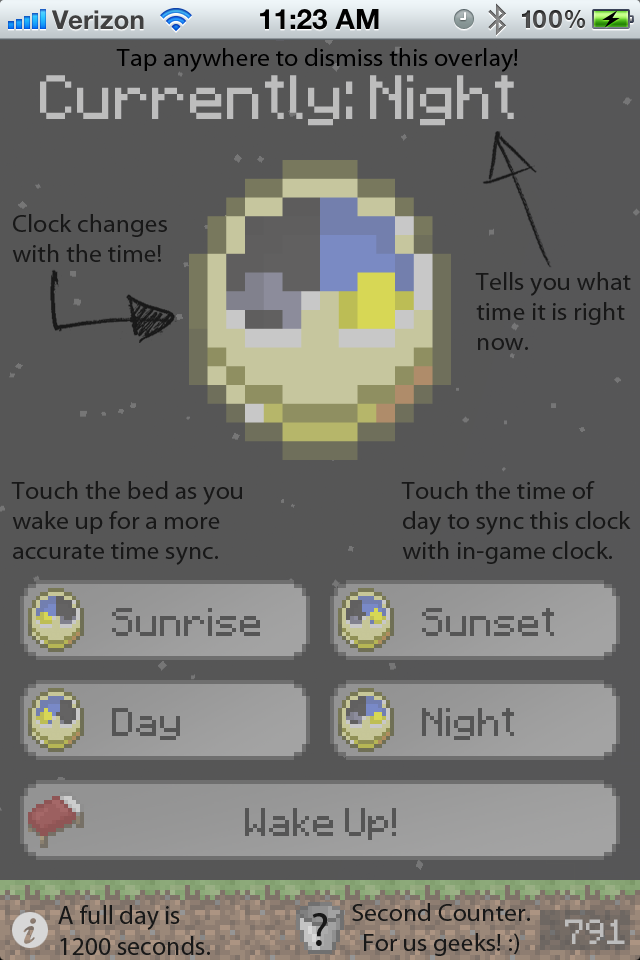 Verizon 11:23 AM 100%
Tap anywhere to dismiss this overlay!
Currently: Night
Clock changes
with the time!
Tells you what
time it is right
now.
Touch the bed as you
wake up for a more
accurate time sync.
Touch the time of
day to sync this clock
with in-game clock.
Sunrise
Sunset
Day
Night
Wake Up!
i
A full day is
1200 seconds.
?
Second Counter.
For us geeks! :)
791